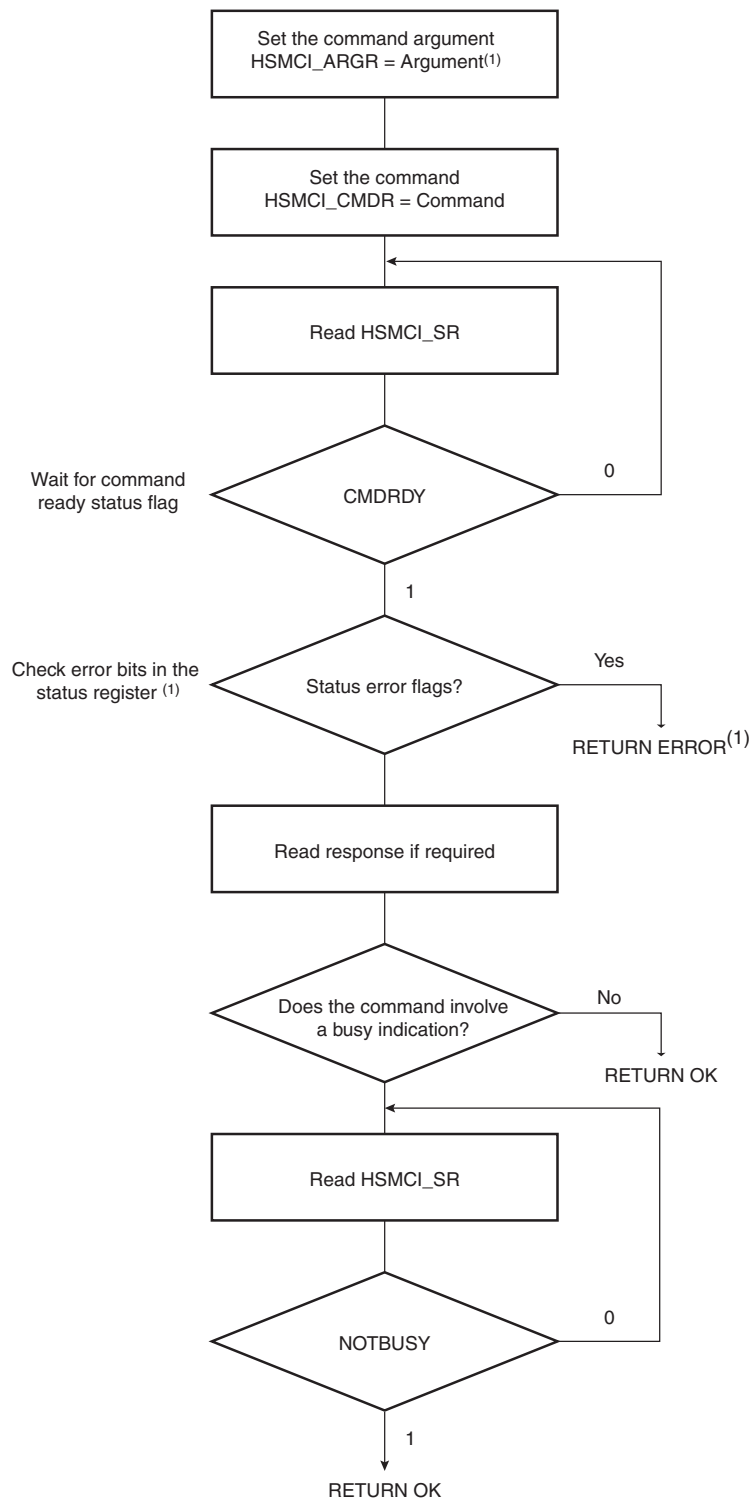 Set the command argument
HSMCI_ARGR = Argument(1)
Set the command
HSMCI_CMDR = Command
Read HSMCI_SR
Wait for command
ready status flag
CMDRDY
0
1
Check error bits in the
status register (1)
Status error flags?
Yes
RETURN ERROR(1)
Read response if required
Does the command involve
a busy indication?
No
RETURN OK
Read HSMCI_SR
NOTBUSY
0
1
RETURN OK